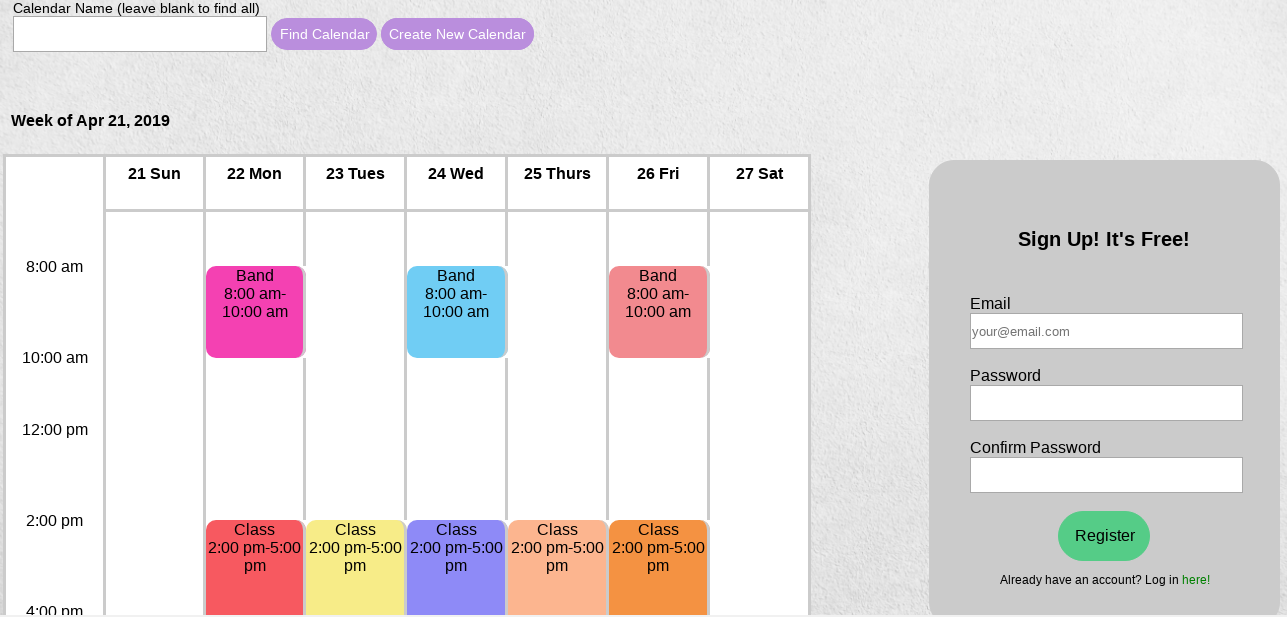 Calendar Name (leave blank to find all)
Find Calendar Create New Calendar
Week of Apr 21, 2019
21 Sun 22 Mon 23 Tues 24 Wed 25 Thurs 26 Fri 27 Sat
8:00 am
Band
8:00 am-
10:00 am
Band
8:00 am-
10:00 am
Band
8:00 am-
10:00 am
10:00 am
12:00 pm
2:00 pm
Class
2:00 pm-5:00
pm
Class
2:00 pm-5:00
pm
Class
2:00 pm-5:00
pm
Class
2:00 pm-5:00
pm
Class
2:00 pm-5:00
pm
4:00 pm
Sign Up! It's Free!
Email
your@email.com
Password
Confirm Password
Register
Already have an account? Log in here!